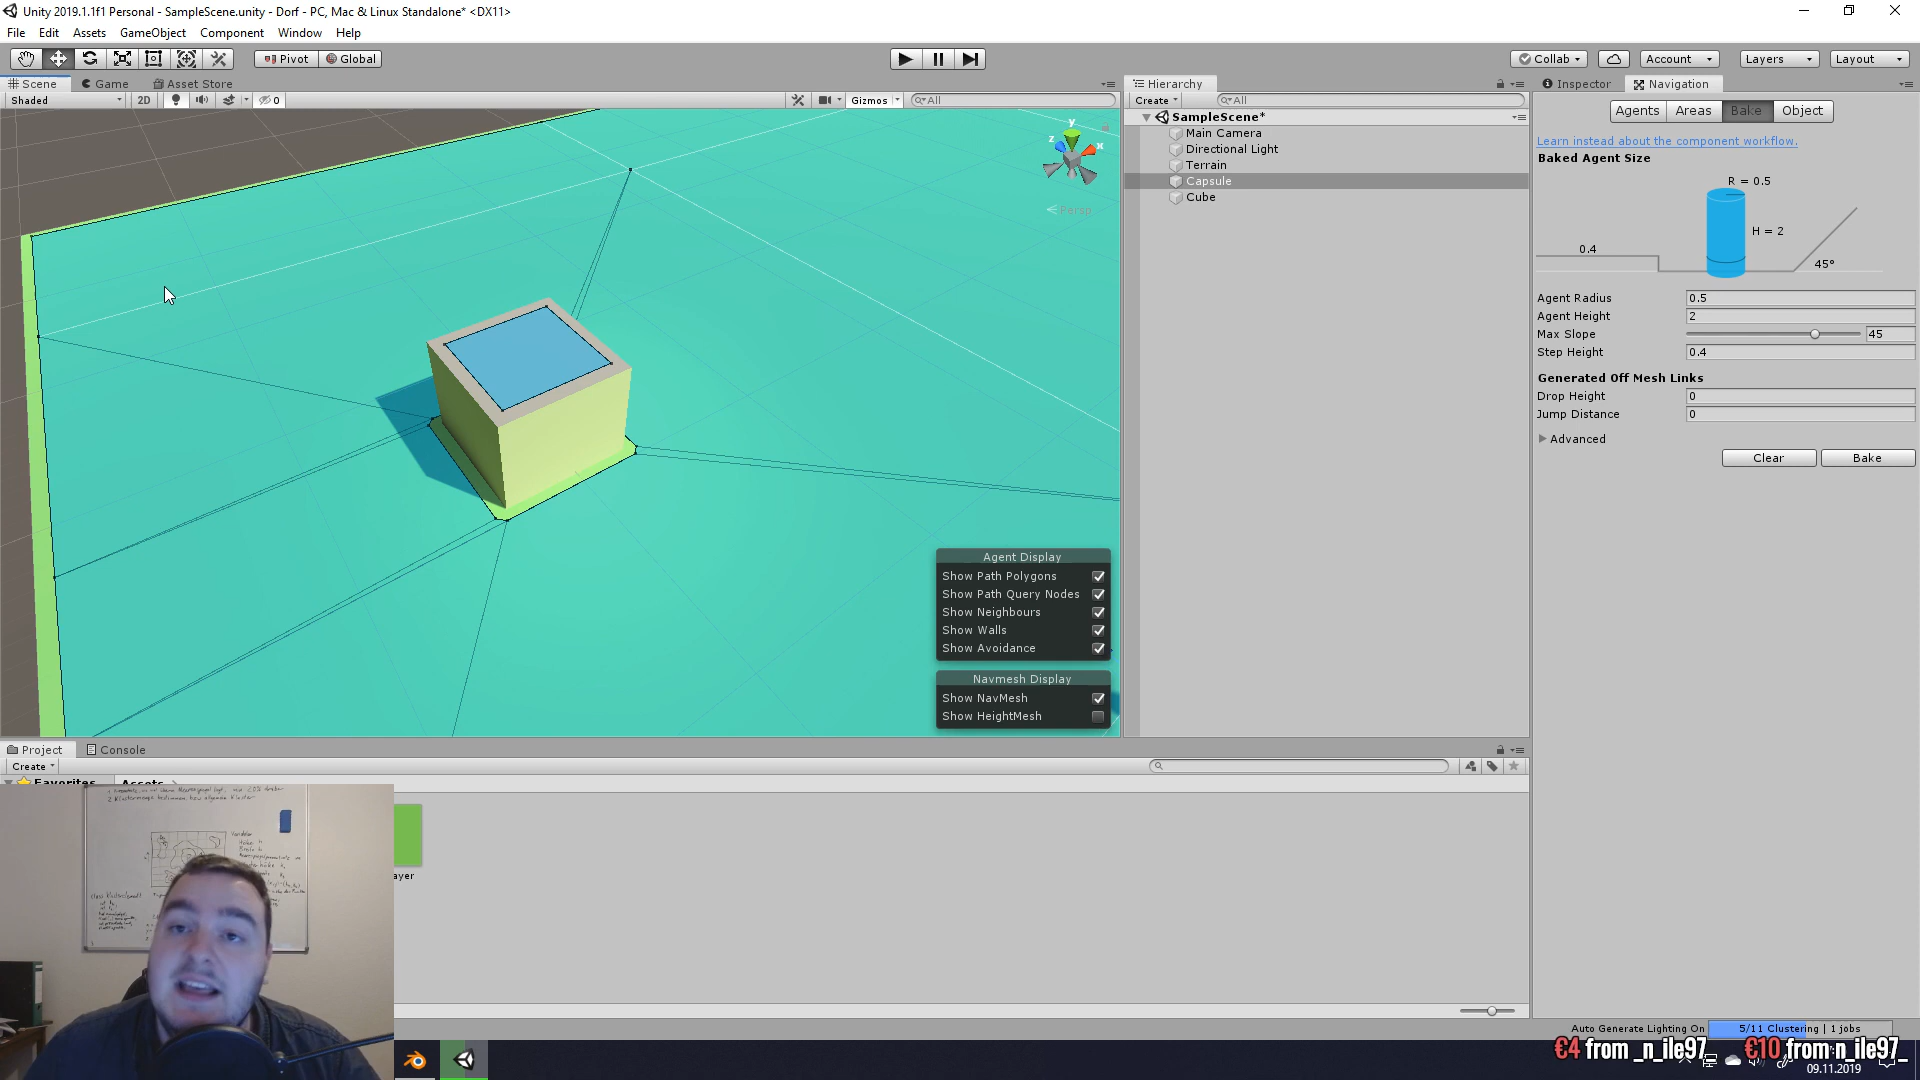 Unity 2019.1.1f1 Personal - SampleScene.unity - Dorf - PC, Mac & Linux Standalone* <DX11>
File Edit Assets GameObject Component Window Help
Pivot Global
Collab Account Layers Layout
Scene Game Asset Store
Shaded 2D 0 Gizmos All
y
z x
Persp
Agent Display
Show Path Polygons
Show Path Query Nodes
Show Neighbours
Show Walls
Show Avoidance
Navmesh Display
Show NavMesh
Show HeightMesh
Hierarchy
Create All
SampleScene*
Main Camera
Directional Light
Terrain
Capsule
Cube
Inspector Navigation
Agents Areas Bake Object
Learn instead about the component workflow.
Baked Agent Size
R = 0.5
H = 2
0.4
45°
Agent Radius 0.5
Agent Height 2
Max Slope 45
Step Height 0.4
Generated Off Mesh Links
Drop Height 0
Jump Distance 0
Advanced
Clear Bake
Project Console
Create
Favorites Assets
ayer
Auto Generate Lighting On 5/11 Clustering | 1 jobs
€4 from _n_ile97_ €10 from n_ile97_
09.11.2019